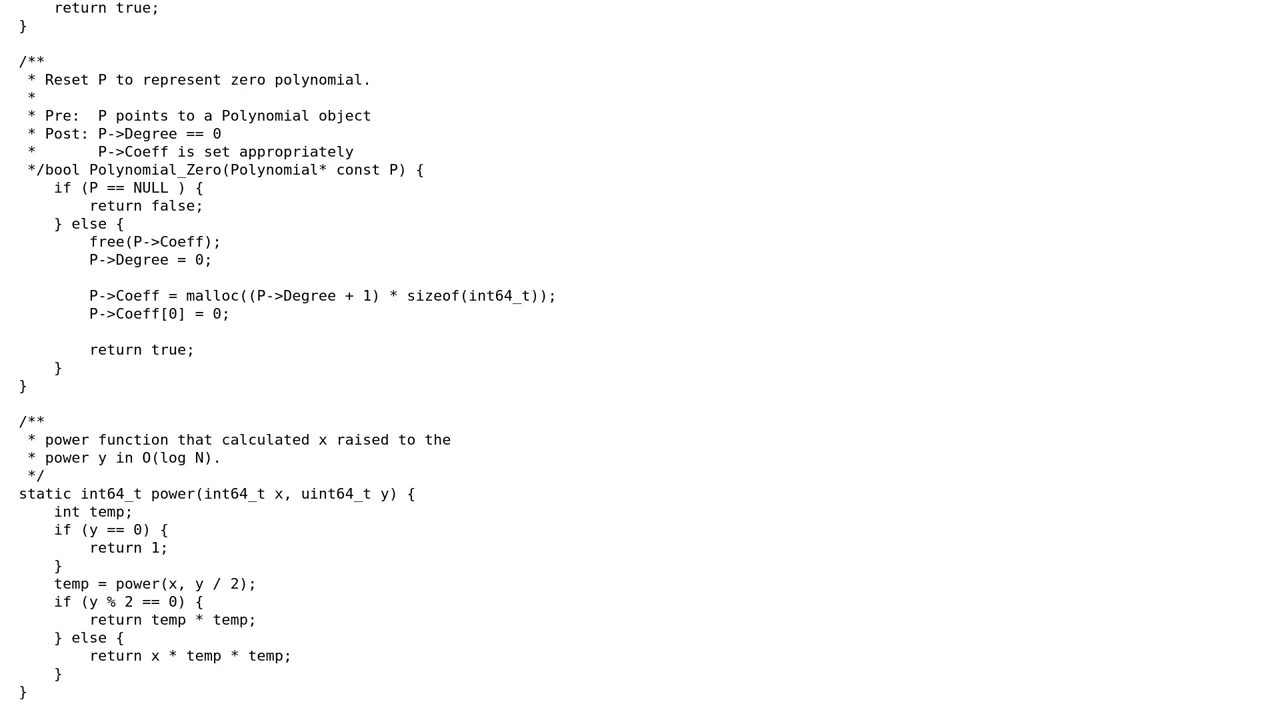 return true;
}

/**
 * Reset P to represent zero polynomial.
 *
 * Pre:  P points to a Polynomial object
 * Post: P->Degree == 0
 *       P->Coeff is set appropriately
 */bool Polynomial_Zero(Polynomial* const P) {
    if (P == NULL ) {
        return false;
    } else {
        free(P->Coeff);
        P->Degree = 0;

        P->Coeff = malloc((P->Degree + 1) * sizeof(int64_t));
        P->Coeff[0] = 0;

        return true;
    }
}

/**
 * power function that calculated x raised to the
 * power y in O(log N).
 */
static int64_t power(int64_t x, uint64_t y) {
    int temp;
    if (y == 0) {
        return 1;
    }
    temp = power(x, y / 2);
    if (y % 2 == 0) {
        return temp * temp;
    } else {
        return x * temp * temp;
    }
}